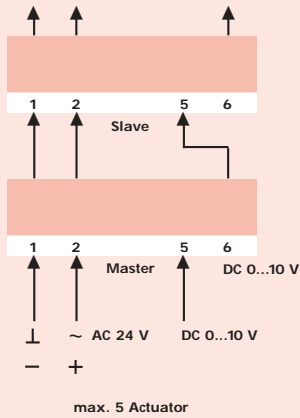 1 2 5 6
Slave
1 2 5 6
Master DC 0...10 V
⊥ ~ AC 24 V DC 0...10 V
− +
max. 5 Actuator